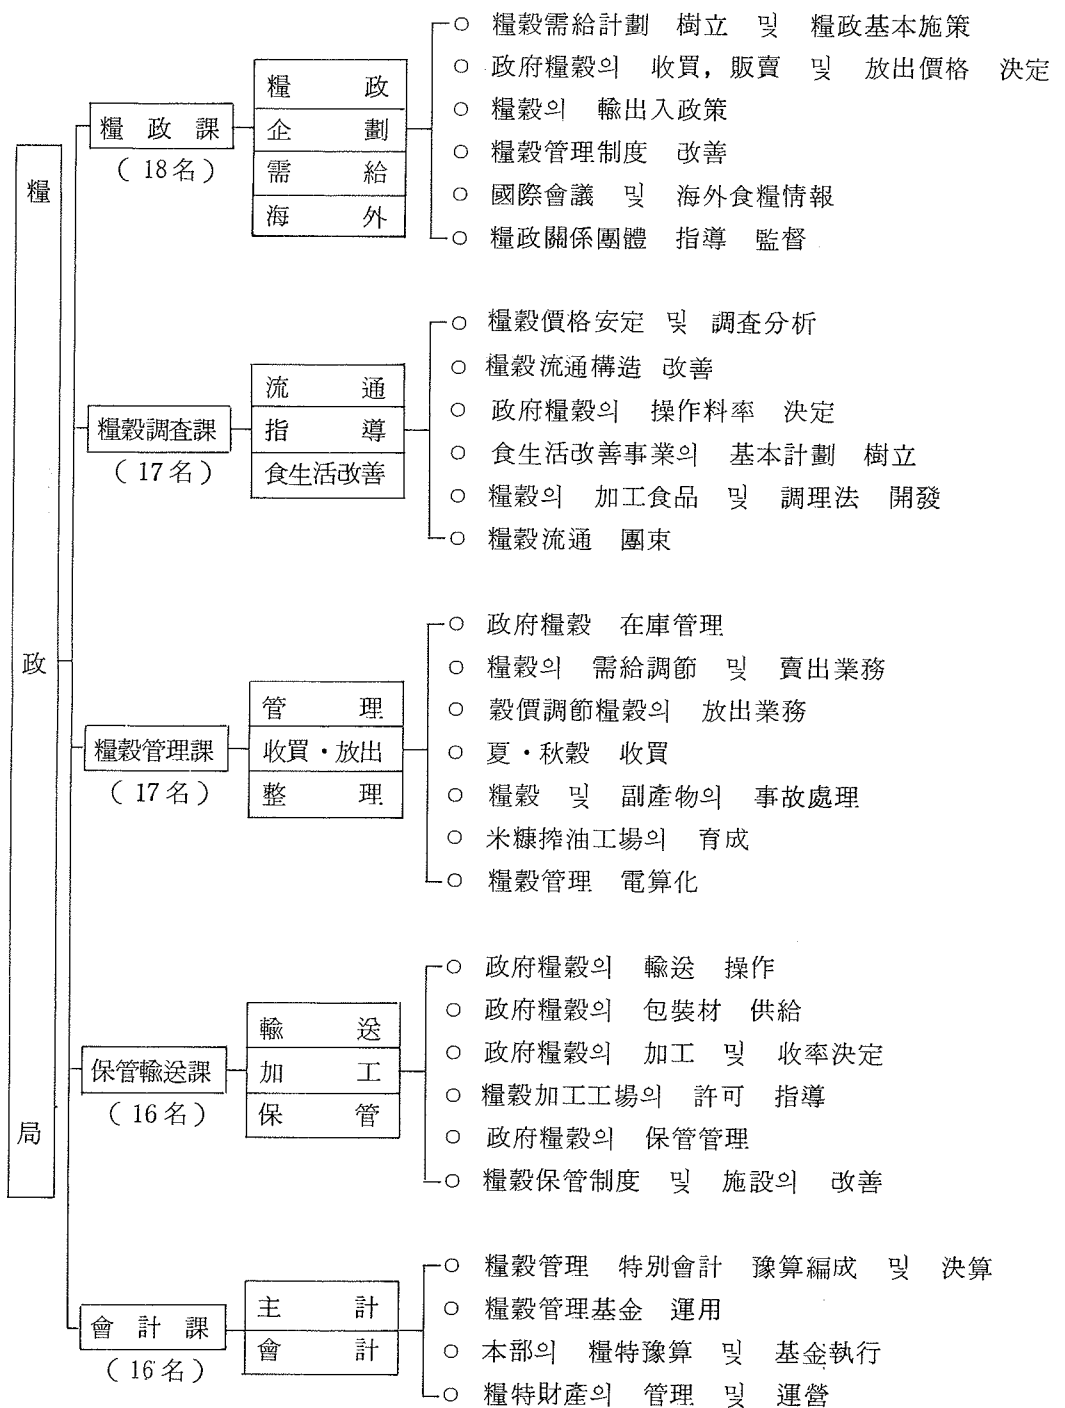 糧政局
糧政課
(18名)
糧政
企劃
需給
海外
○ 糧穀需給計劃 樹立 및 糧政基本施策
○ 政府糧穀의 收買, 販賣 및 放出價格 決定
○ 糧穀의 輸出入政策
○ 糧穀管理制度 改善
○ 國際會議 및 海外食糧情報
○ 糧政關係團體 指導 監督
糧穀調査課
(17名)
流通
指導
食生活改善
○ 糧穀價格安定 및 調査分析
○ 糧穀流通構造 改善
○ 政府糧穀의 操作料率 決定
○ 食生活改善事業의 基本計劃 樹立
○ 糧穀의 加工食品 및 調理法 開發
○ 糧穀流通 團束
糧穀管理課
(17名)
管理
收買・放出
整理
○ 政府糧穀 在庫管理
○ 糧穀의 需給調節 및 賣出業務
○ 穀價調節糧穀의 放出業務
○ 夏・秋穀 收買
○ 糧穀 및 副產物의 事故處理
○ 米糠搾油工場의 育成
○ 糧穀管理 電算化
保管輸送課
(16名)
輸送
加工
保管
○ 政府糧穀의 輸送 操作
○ 政府糧穀의 包裝材 供給
○ 政府糧穀의 加工 및 收率決定
○ 糧穀加工工場의 許可 指導
○ 政府糧穀의 保管管理
○ 糧穀保管制度 및 施設의 改善
會計課
(16名)
主計
會計
○ 糧穀管理 特別會計 豫算編成 및 決算
○ 糧穀管理基金 運用
○ 本部의 糧特豫算 및 基金執行
○ 糧特財產의 管理 및 運營